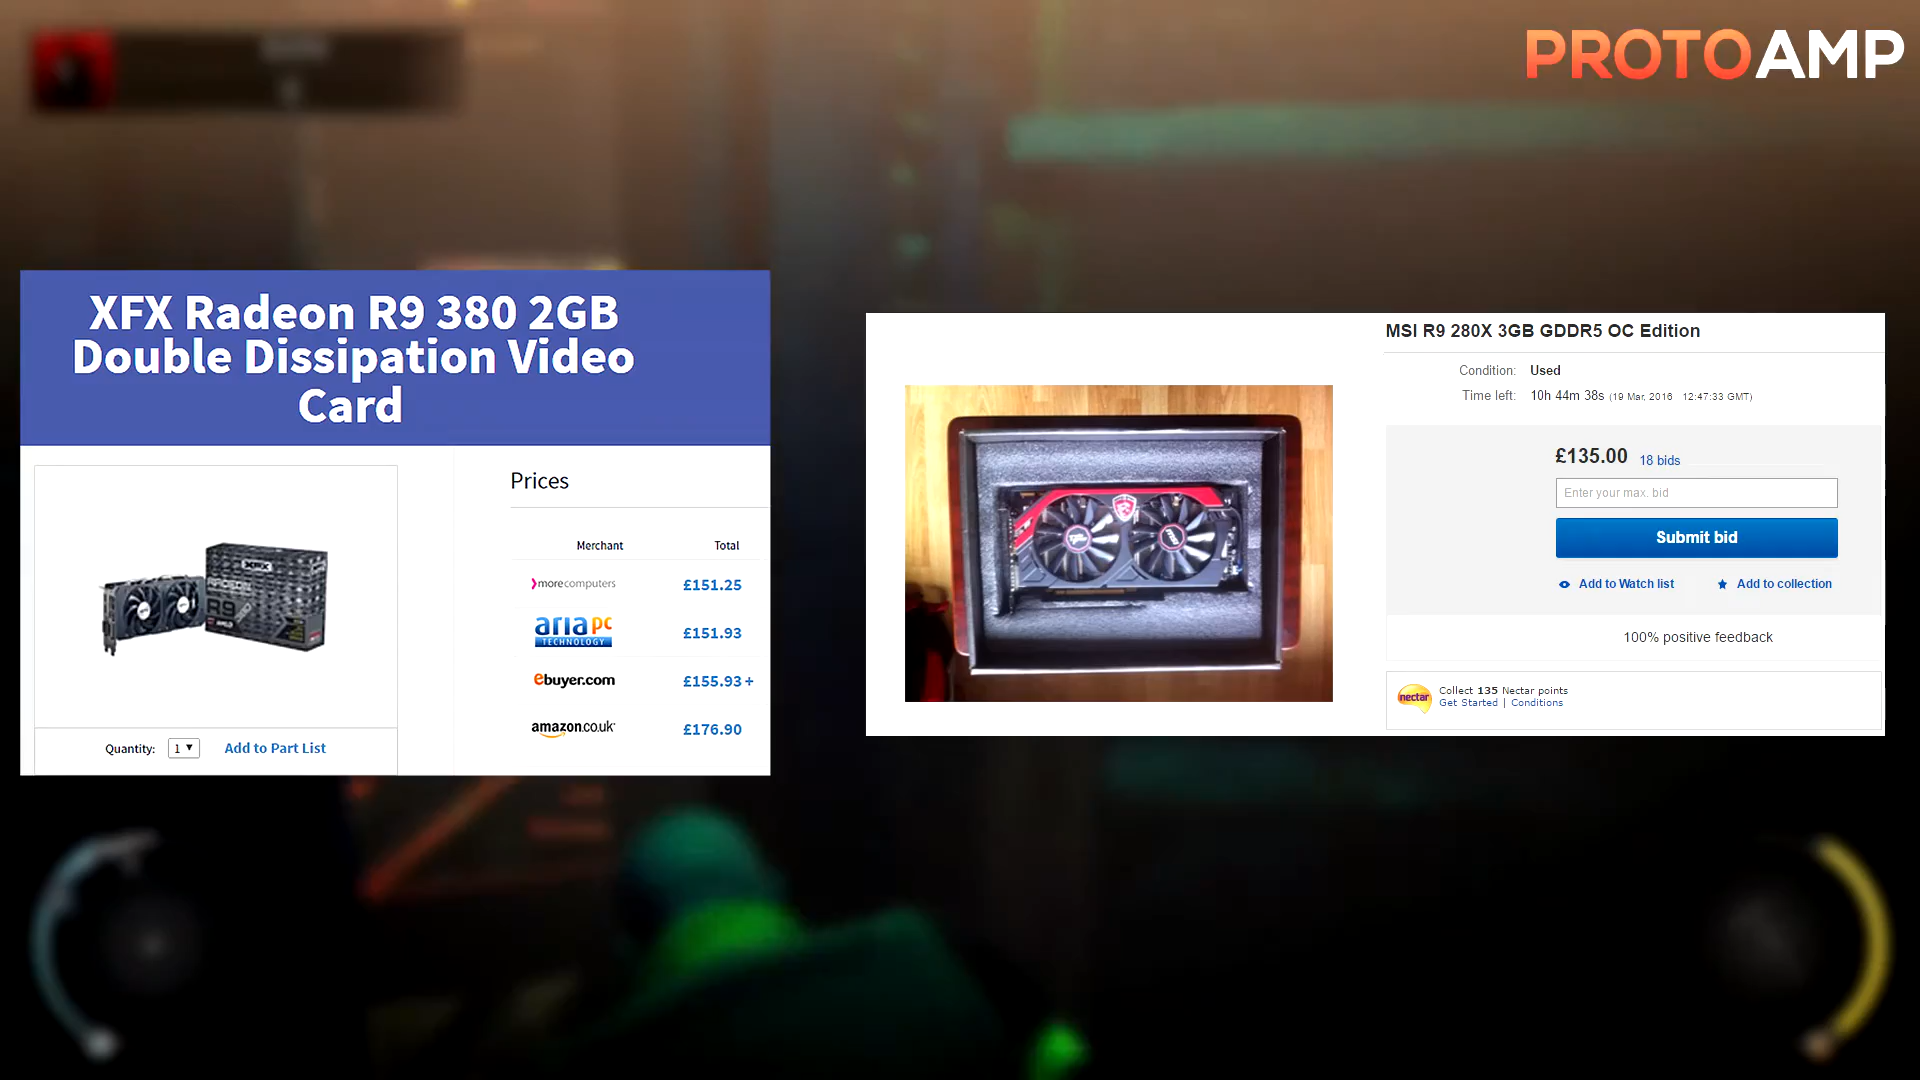 PROTOAMP
XFX Radeon R9 380 2GB
Double Dissipation Video
Card
Prices
Merchant Total
morecomputers £151.25
aria pc
TECHNOLOGY
£151.93
ebuyer.com £155.93 +
amazon.co.uk £176.90
XFX
RADEON
R9
Quantity: 1 Add to Part List
MSI R9 280X 3GB GDDR5 OC Edition
Condition: Used
Time left: 10h 44m 38s (19 Mar, 2016 12:47:33 GMT)
£135.00 18 bids
Enter your max. bid
Submit bid
Add to Watch list Add to collection
100% positive feedback
nectar
Collect 135 Nectar points
Get Started | Conditions